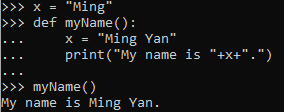 >>> x = "Ming"
>>> def myName():
...     x = "Ming Yan"
...     print("My name is "+x+".")
...
>>> myName()
My name is Ming Yan.